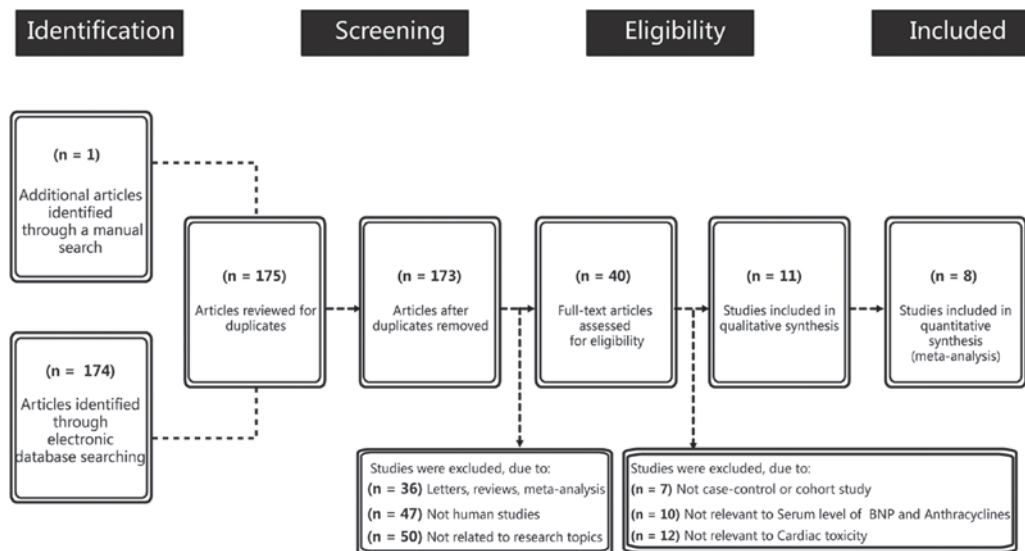 Identification
Screening
Eligibility
Included
(n = 1)
Additional articles
identified
through a manual
search
(n = 174)
Articles identified
through
electronic
database searching
(n = 175)
Articles reviewed for
duplicates
(n = 173)
Articles after
duplicates removed
(n = 40)
Full-text articles
assessed
for eligibility
(n = 11)
Studies included in
qualitative synthesis
(n = 8)
Studies included in
quantitative
synthesis
(meta-analysis)
Studies were excluded, due to:
(n = 36) Letters, reviews, meta-analysis
(n = 47) Not human studies
(n = 50) Not related to research topics
Studies were excluded, due to:
(n = 7) Not case-control or cohort study
(n = 10) Not relevant to Serum level of BNP and Anthracyclines
(n = 12) Not relevant to Cardiac toxicity